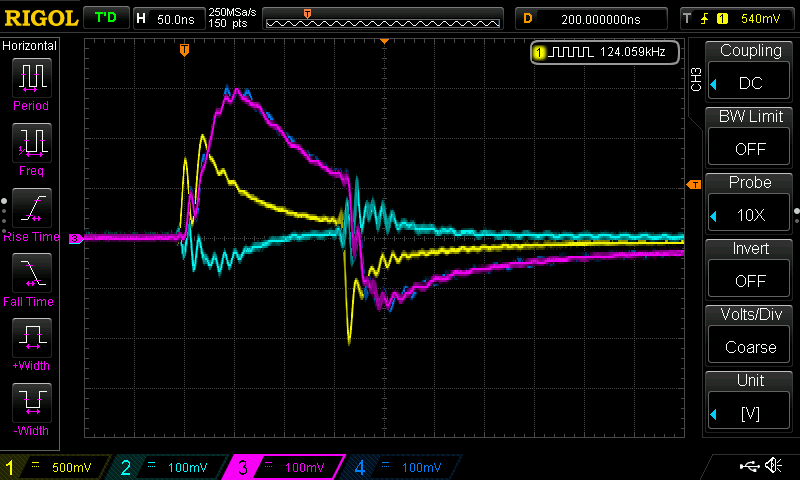 RIGOL T'D H 50.0ns 250MSa/s D 200.000000ns T 1 540mV
150 pts
Horizontal
Period
Freq
Rise Time
Fall Time
+Width
-Width
T
1 124.059kHz
3
T
CH3
Coupling
DC
BW Limit
OFF
Probe
10X
Invert
OFF
Volts/Div
Coarse
Unit
[V]
1 500mV 2 100mV 3 100mV 4 100mV